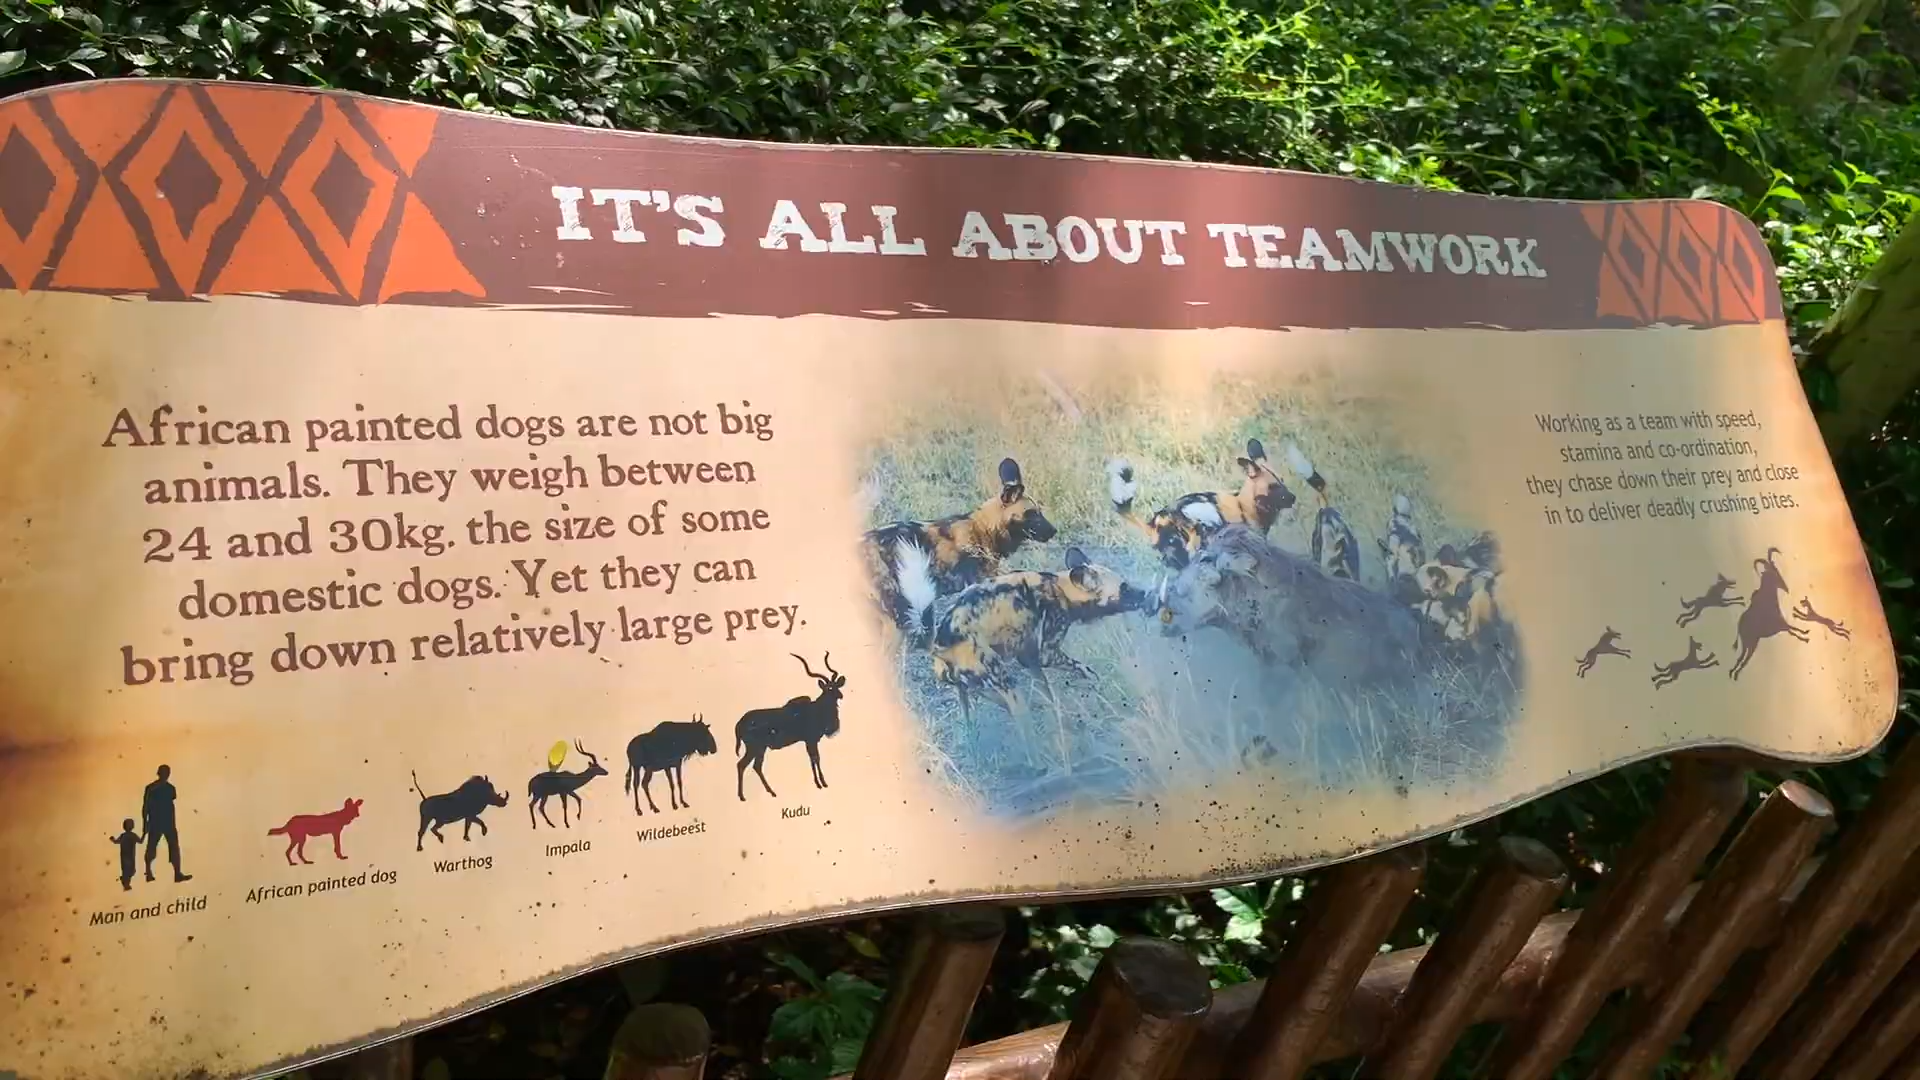 IT'S ALL ABOUT TEAMWORK
African painted dogs are not big
animals. They weigh between
24 and 30kg. the size of some
domestic dogs. Yet they can
bring down relatively large prey.
Man and child
African painted dog
Warthog
Impala
Wildebeest
Kudu
Working as a team with speed,
stamina and co-ordination,
they chase down their prey and close
in to deliver deadly crushing bites.